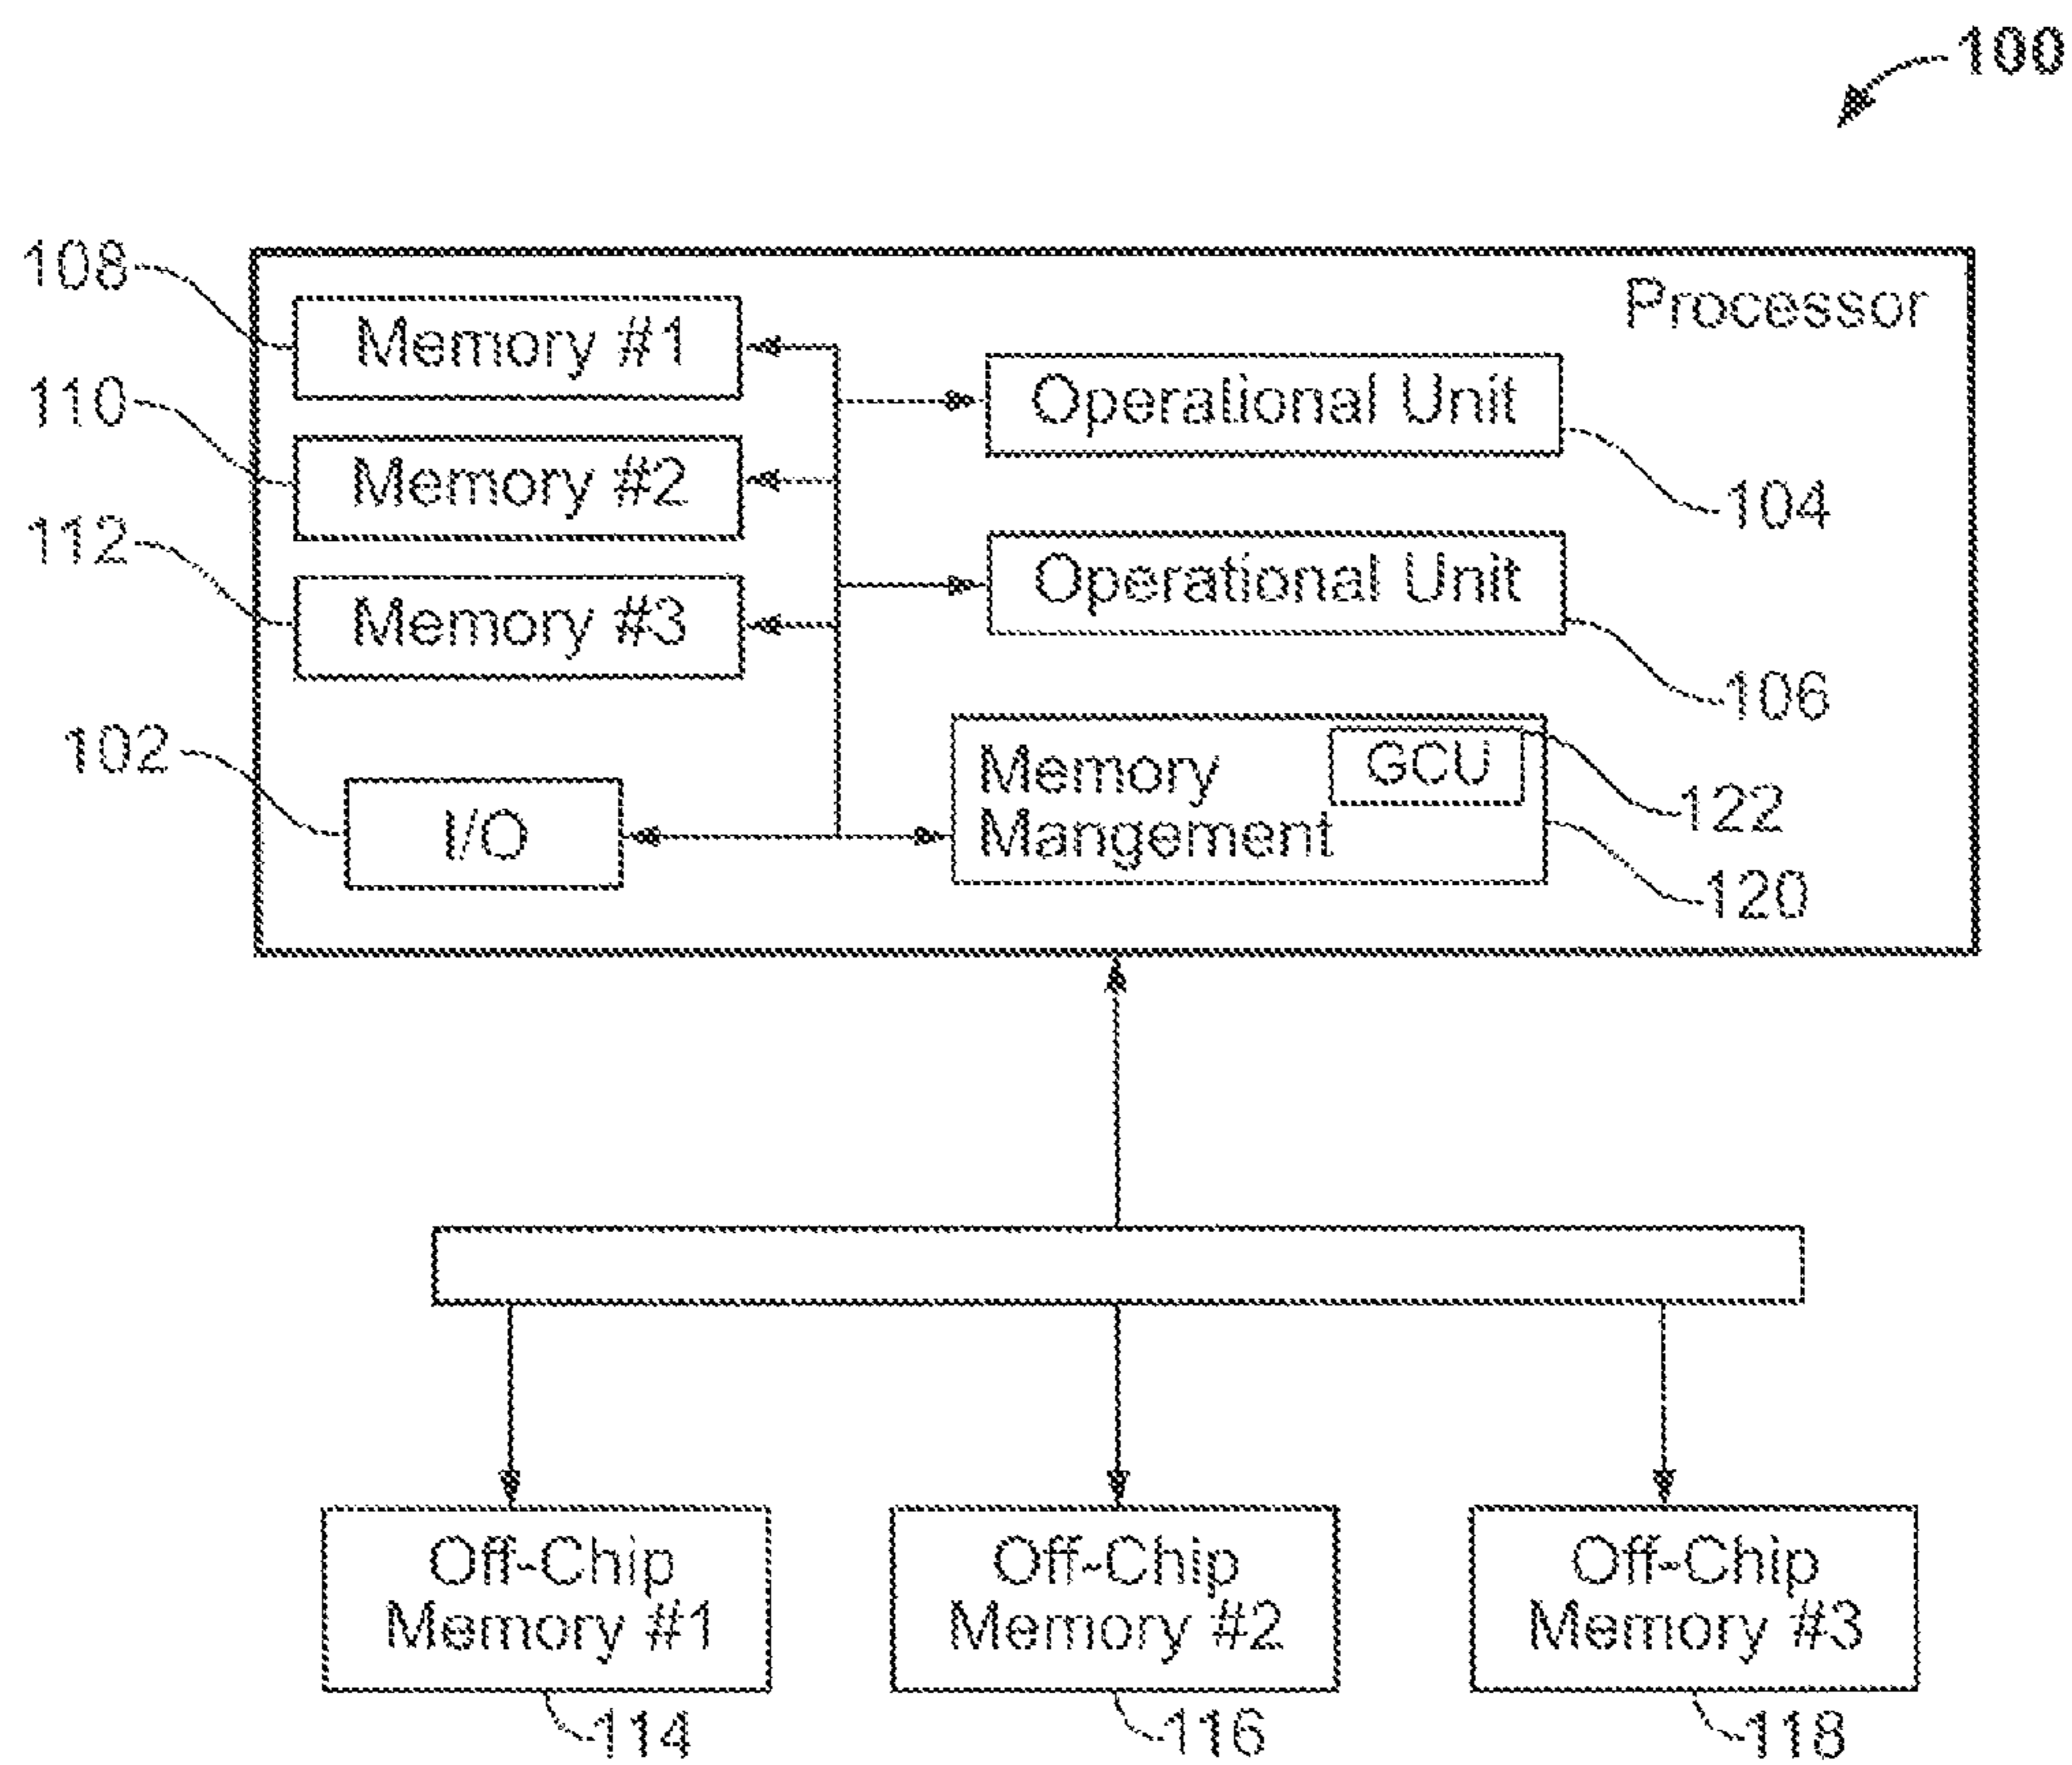 100
108
Processor
Memory #1
Operational Unit
110
Memory #2
104
112
Operational Unit
Memory #3
106
102
Memory
Mangement
GCU
122
I/O
120
Off-Chip
Memory #1
Off-Chip
Memory #2
Off-Chip
Memory #3
114
116
118